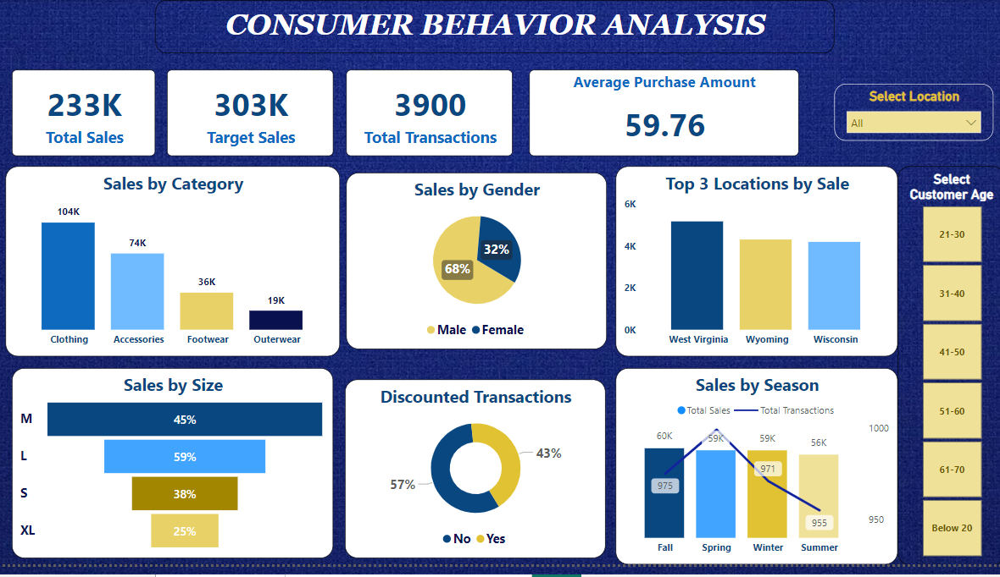 CONSUMER BEHAVIOR ANALYSIS
233K
Total Sales
303K
Target Sales
3900
Total Transactions
Average Purchase Amount
59.76
Select Location
All
Sales by Category
104K
74K
36K
19K
Clothing
Accessories
Footwear
Outerwear
Sales by Gender
32%
68%
Male
Female
Top 3 Locations by Sale
6K
4K
2K
0K
West Virginia
Wyoming
Wisconsin
Select
Customer Age
21-30
31-40
41-50
51-60
61-70
Below 20
Sales by Size
M
45%
L
59%
S
38%
XL
25%
Discounted Transactions
43%
57%
No
Yes
Sales by Season
Total Sales
Total Transactions
1000
60K
59K
59K
56K
971
975
955
950
Fall
Spring
Winter
Summer